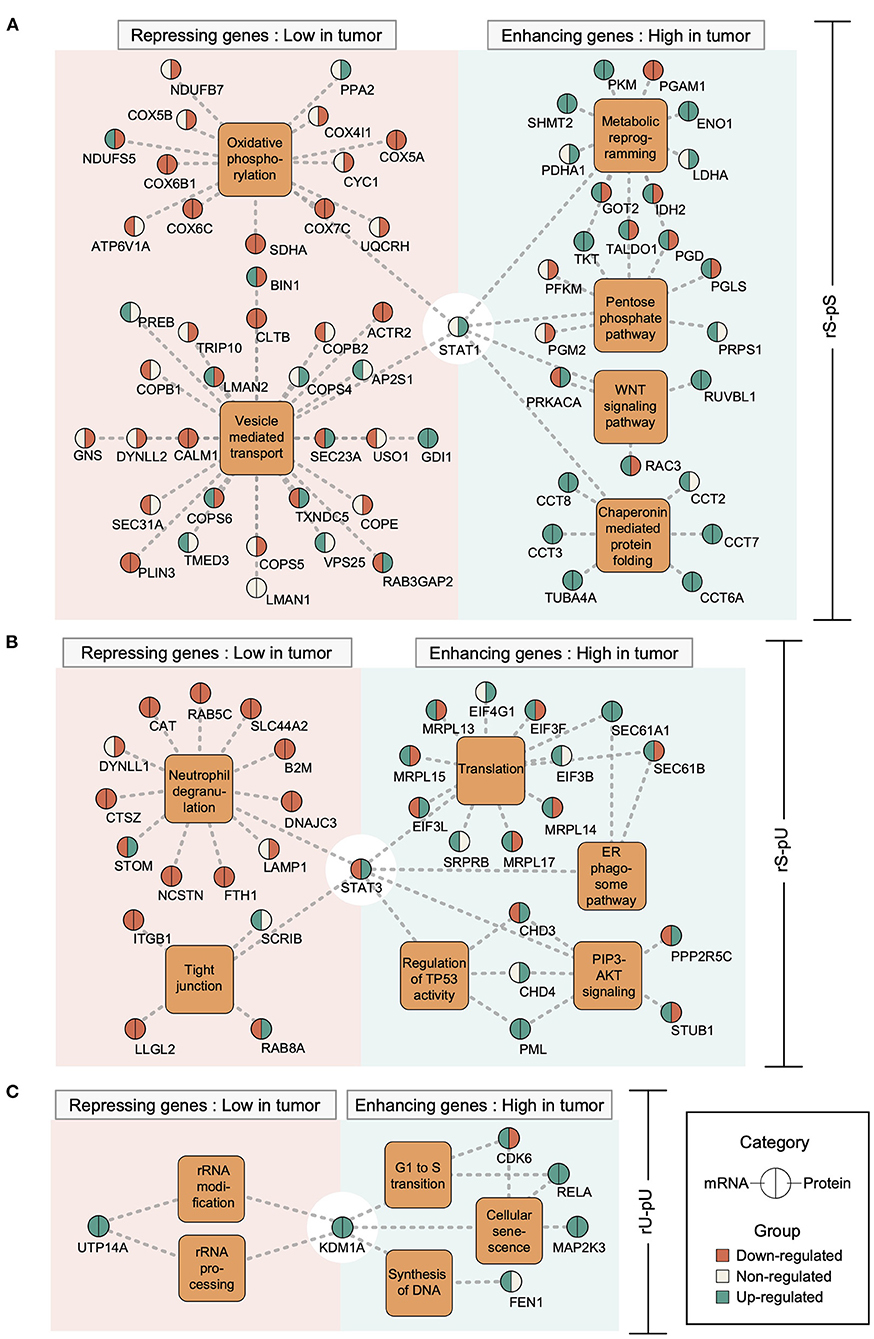 A
Repressing genes : Low in tumor
Enhancing genes : High in tumor
NDUFB7
PPA2
COX5B
COX4I1
NDUFS5
Oxidative
phospho-
rylation
COX5A
COX6B1
CYC1
COX6C
COX7C
ATP6V1A
UQCRH
SDHA
BIN1
PREB
TRIP10
CLTB
COPB2
ACTR2
COPB1
LMAN2
COPS4
AP2S1
Vesicle
mediated
transport
GNS
DYNLL2
CALM1
SEC23A
USO1
GDI1
SEC31A
COPS6
TXNDC5
COPE
TMED3
COPS5
VPS25
PLIN3
LMAN1
RAB3GAP2
STAT1
PKM
PGAM1
SHMT2
Metabolic
reprog-
ramming
ENO1
PDHA1
LDHA
GOT2
IDH2
TKT
TALDO1
PGD
PFKM
PGLS
Pentose
phosphate
pathway
PGM2
PRPS1
PRKACA
WNT
signaling
pathway
RUVBL1
RAC3
CCT8
CCT2
Chaperonin
mediated
protein
folding
CCT3
CCT7
TUBA4A
CCT6A
rS-pS
B
Repressing genes : Low in tumor
Enhancing genes : High in tumor
CAT
RAB5C
SLC44A2
DYNLL1
B2M
Neutrophil
degranu-
lation
CTSZ
DNAJC3
STOM
LAMP1
NCSTN
FTH1
ITGB1
SCRIB
Tight
junction
LLGL2
RAB8A
STAT3
EIF4G1
MRPL13
EIF3F
SEC61A1
MRPL15
Translation
EIF3B
SEC61B
EIF3L
MRPL14
SRPRB
MRPL17
ER
phago-
some
pathway
CHD3
Regulation
of TP53
activity
PIP3-
AKT
signaling
PPP2R5C
CHD4
STUB1
PML
rS-pU
C
Repressing genes : Low in tumor
Enhancing genes : High in tumor
rRNA
modi-
fication
UTP14A
rRNA
pro-
cessing
KDM1A
G1 to S
transition
CDK6
RELA
Cellular
sene-
scence
MAP2K3
Synthesis
of DNA
FEN1
rU-pU
Category
mRNA
Protein
Group
Down-regulated
Non-regulated
Up-regulated